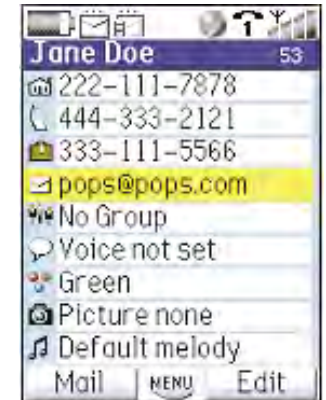 Jane Doe 53
222-111-7878
444-333-2121
333-111-5566
pops@pops.com
No Group
Voice not set
Green
Picture none
Default melody
Mail MENU Edit